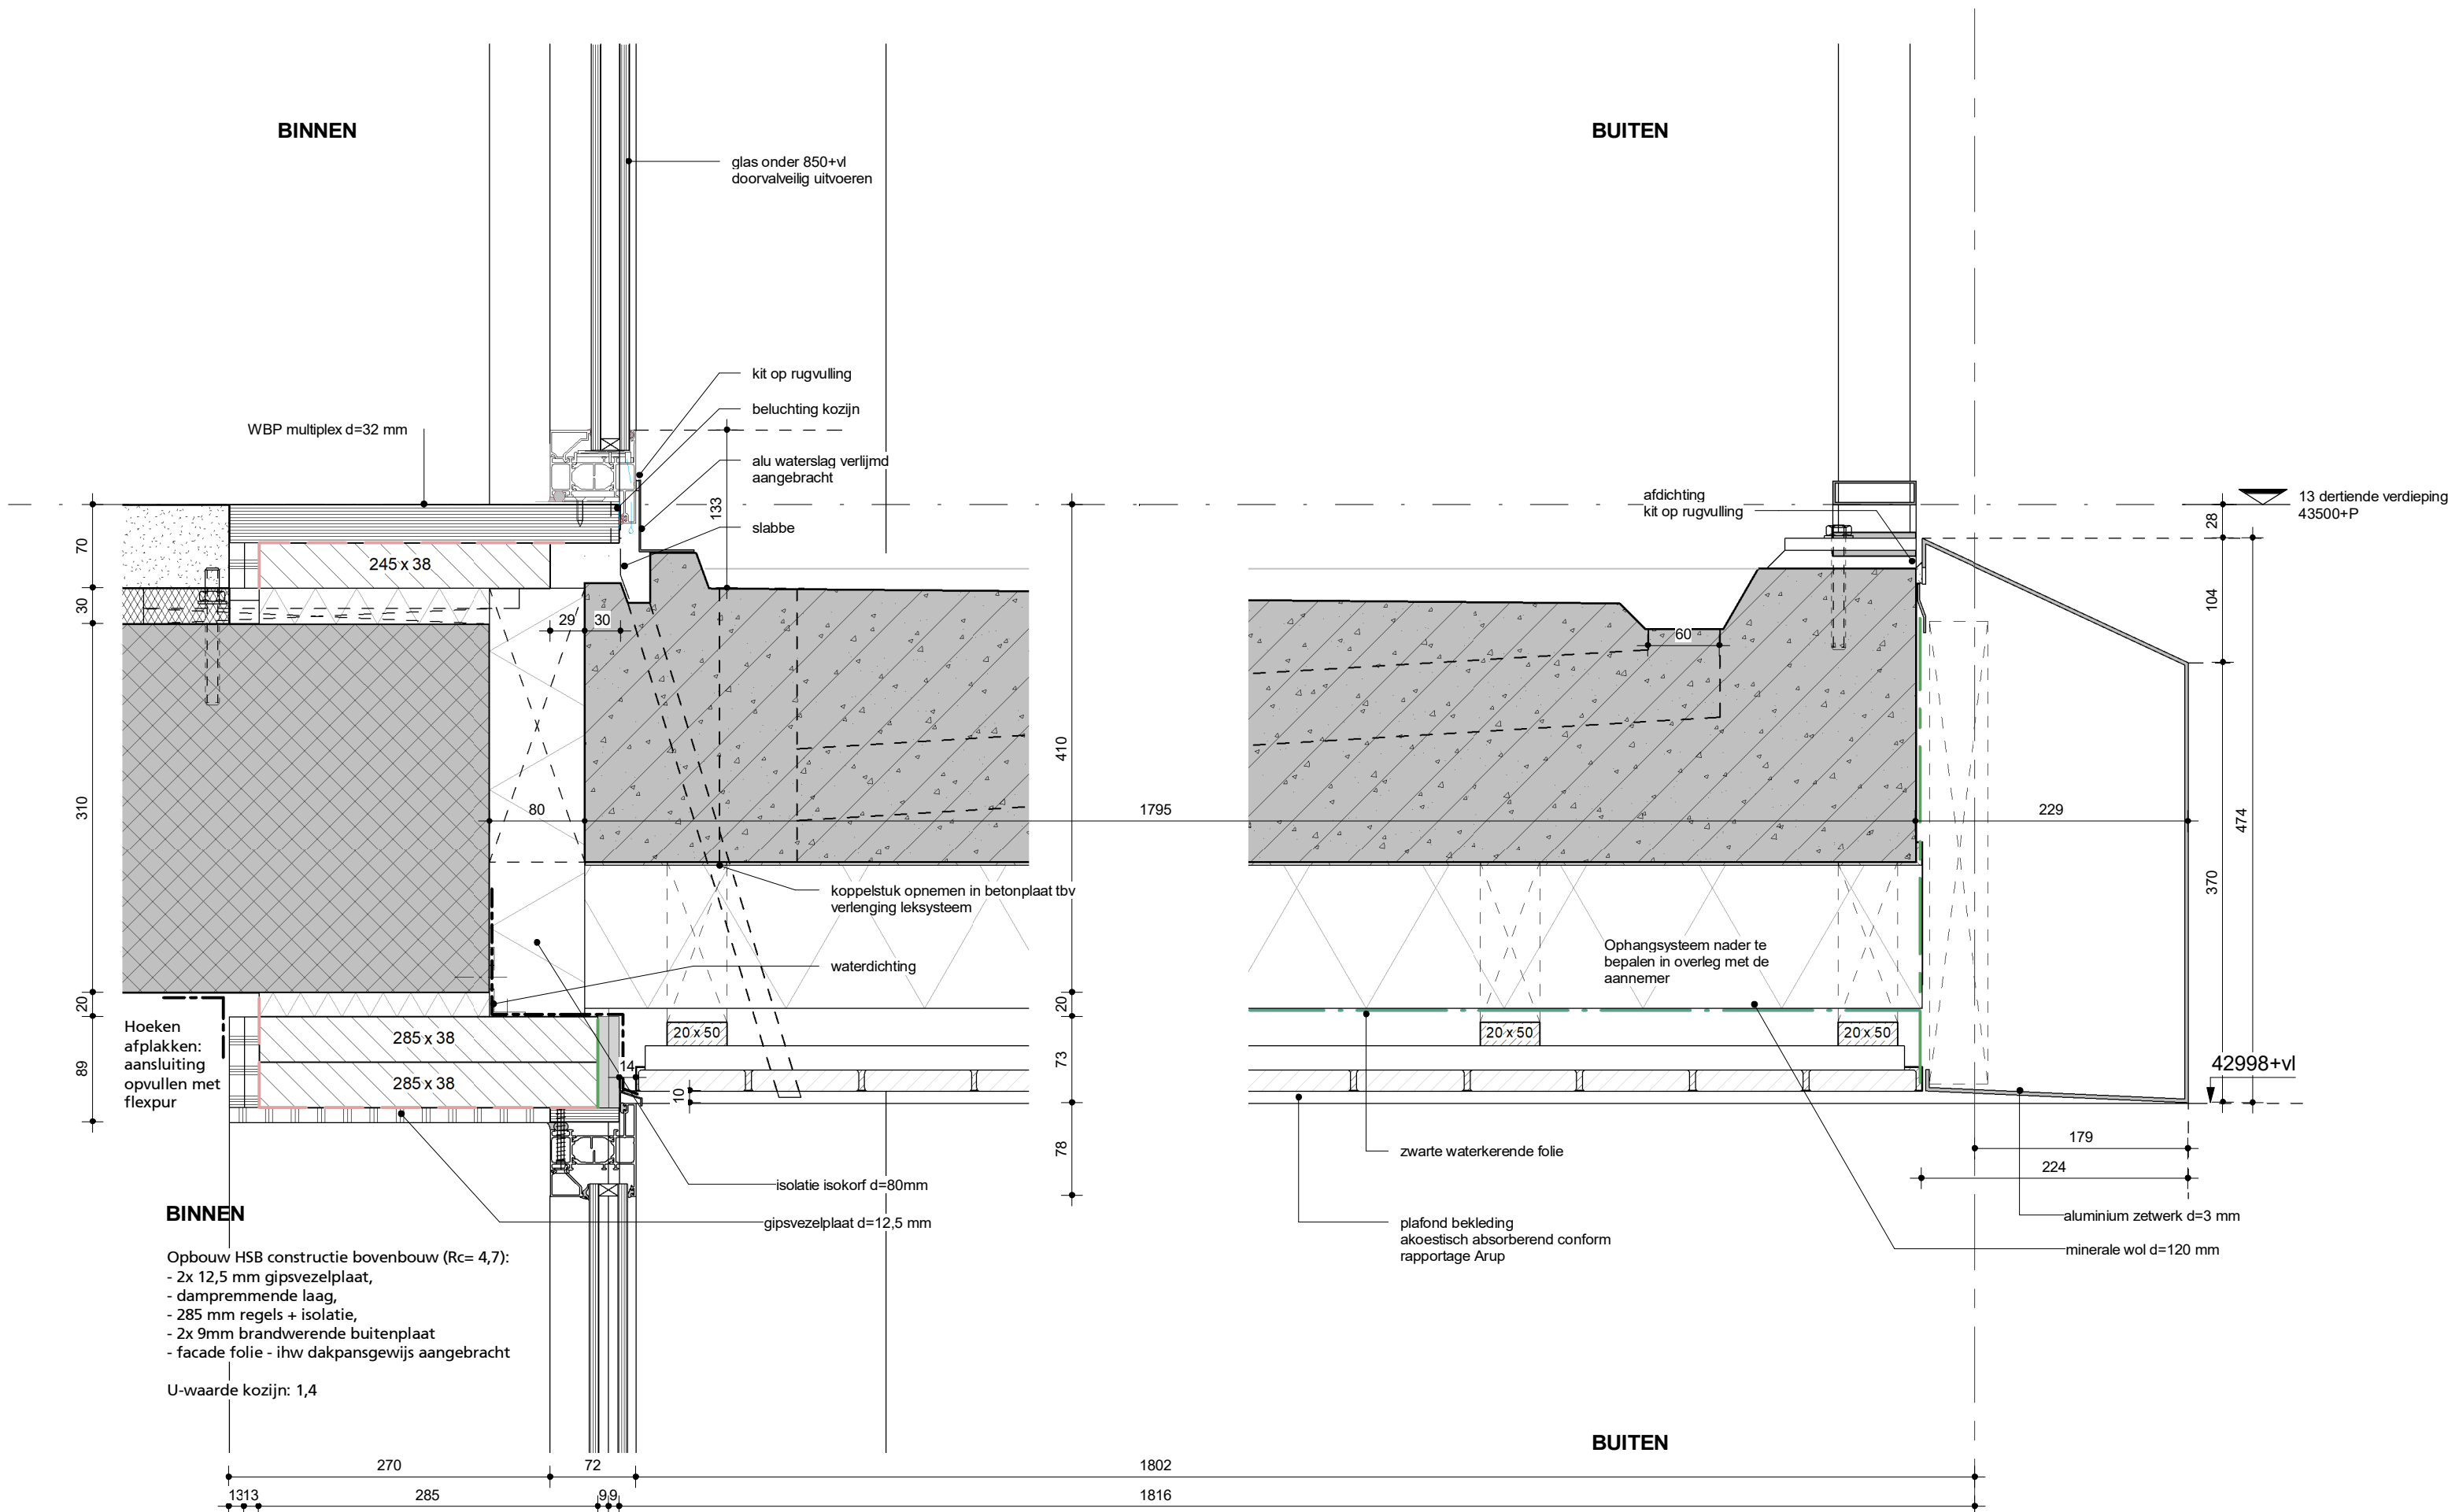 BINNEN
BUITEN
glas onder 850+vl
doorvalveilig uitvoeren
kit op rugvulling
beluchting kozijn
WBP multiplex d=32 mm
alu waterslag verlijmd
aangebracht
133
slabbe
afdichting
kit op rugvulling
13 dertiende verdieping
43500+P
28
70
245 x 38
30
104
29
30
60
310
80
410
1795
229
474
370
koppelstuk opnemen in betonplaat tbv
verlenging leksysteem
waterdichting
Ophangsysteem nader te
bepalen in overleg met de
aannemer
20
20
Hoeken
afplakken:
aansluiting
opvullen met
flexpur
285 x 38
285 x 38
20 x 50
20 x 50
20 x 50
89
14
10
73
42998+vl
78
179
224
zwarte waterkerende folie
isolatie isokorf d=80mm
gipsvezelplaat d=12,5 mm
plafond bekleding
akoestisch absorberend conform
rapportage Arup
aluminium zetwerk d=3 mm
minerale wol d=120 mm
BINNEN
Opbouw HSB constructie bovenbouw (Rc= 4,7):
- 2x 12,5 mm gipsvezelplaat,
- dampremmende laag,
- 285 mm regels + isolatie,
- 2x 9mm brandwerende buitenplaat
- facade folie - ihw dakpansgewijs aangebracht
U-waarde kozijn: 1,4
BUITEN
270
72
1802
13
13
285
9
9
1816